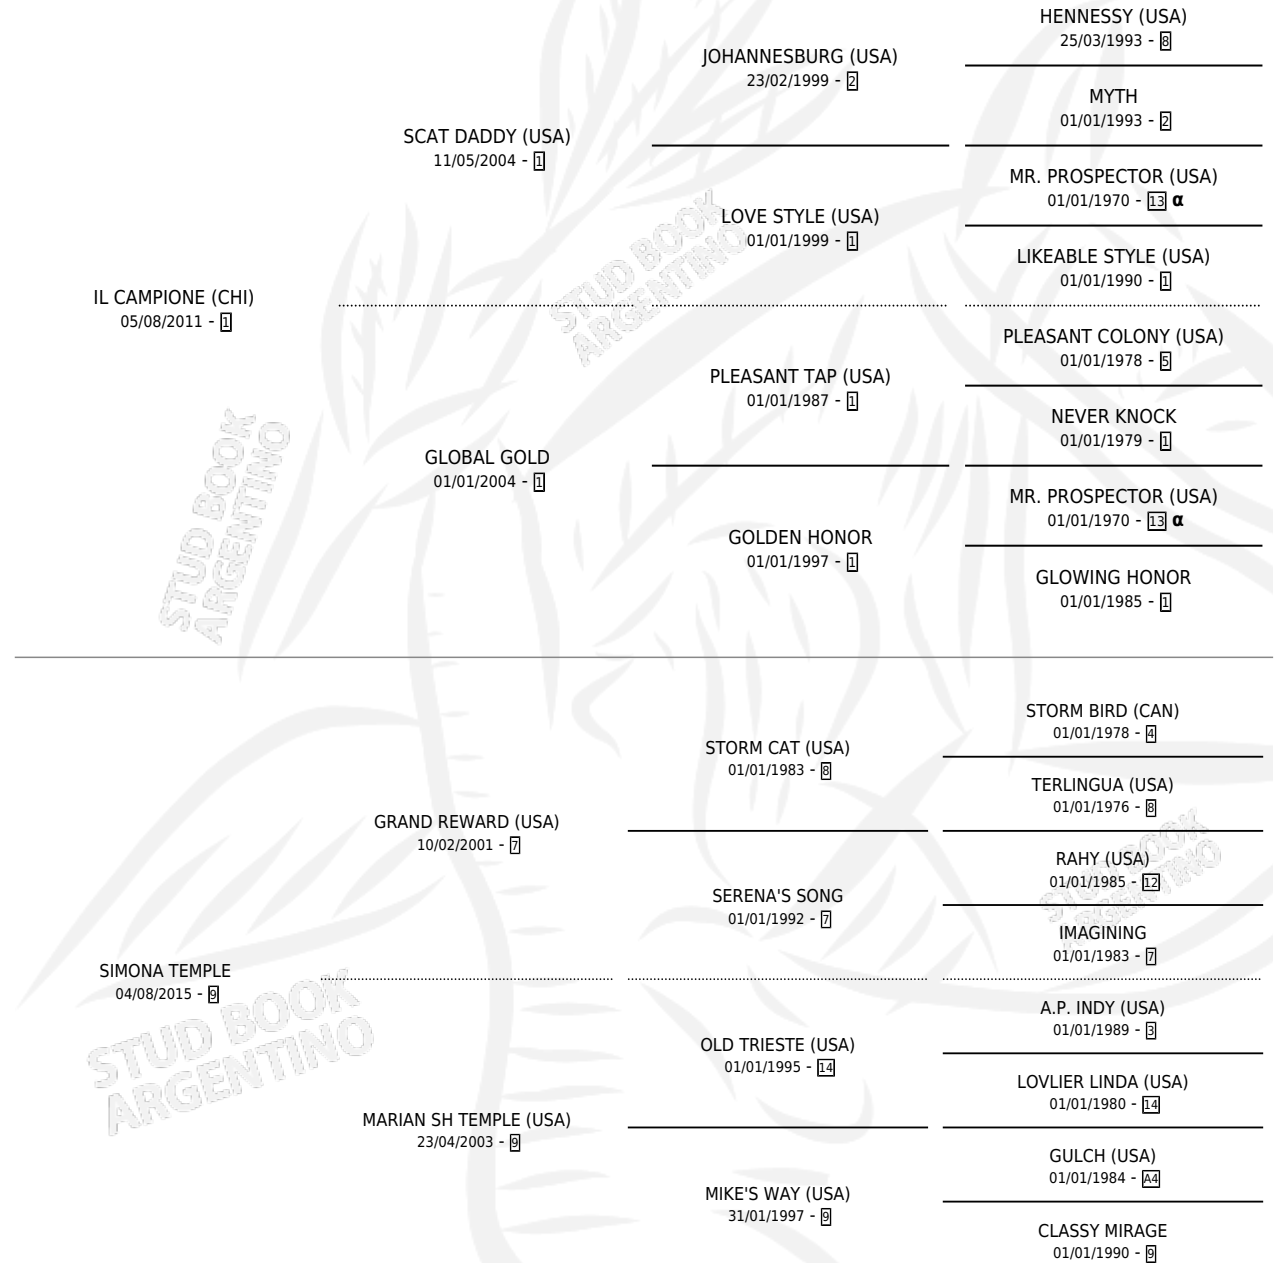 HENNESSY (USA)
25/03/1993 - 8
JOHANNESBURG (USA)
23/02/1999 - 2
MYTH
01/01/1993 - 2
SCAT DADDY (USA)
11/05/2004 - 1
MR. PROSPECTOR (USA)
01/01/1970 - 13 α
LOVE STYLE (USA)
01/01/1999 - 1
LIKEABLE STYLE (USA)
01/01/1990 - 1
IL CAMPIONE (CHI)
05/08/2011 - 1
PLEASANT COLONY (USA)
01/01/1978 - 5
PLEASANT TAP (USA)
01/01/1987 - 1
NEVER KNOCK
01/01/1979 - 1
GLOBAL GOLD
01/01/2004 - 1
MR. PROSPECTOR (USA)
01/01/1970 - 13 α
GOLDEN HONOR
01/01/1997 - 1
GLOWING HONOR
01/01/1985 - 1
STORM BIRD (CAN)
01/01/1978 - 4
STORM CAT (USA)
01/01/1983 - 8
TERLINGUA (USA)
01/01/1976 - 8
GRAND REWARD (USA)
10/02/2001 - 7
RAHY (USA)
01/01/1985 - 12
SERENA'S SONG
01/01/1992 - 7
IMAGINING
01/01/1983 - 7
SIMONA TEMPLE
04/08/2015 - 9
A.P. INDY (USA)
01/01/1989 - 3
OLD TRIESTE (USA)
01/01/1995 - 14
LOVLIER LINDA (USA)
01/01/1980 - 14
MARIAN SH TEMPLE (USA)
23/04/2003 - 9
GULCH (USA)
01/01/1984 - A4
MIKE'S WAY (USA)
31/01/1997 - 9
CLASSY MIRAGE
01/01/1990 - 9
STUD BOOK
ARGENTINO
STUD BOOK
ARGENTINO
STUD BOOK
ARGENTINO
STUD BOOK
ARGENTINO